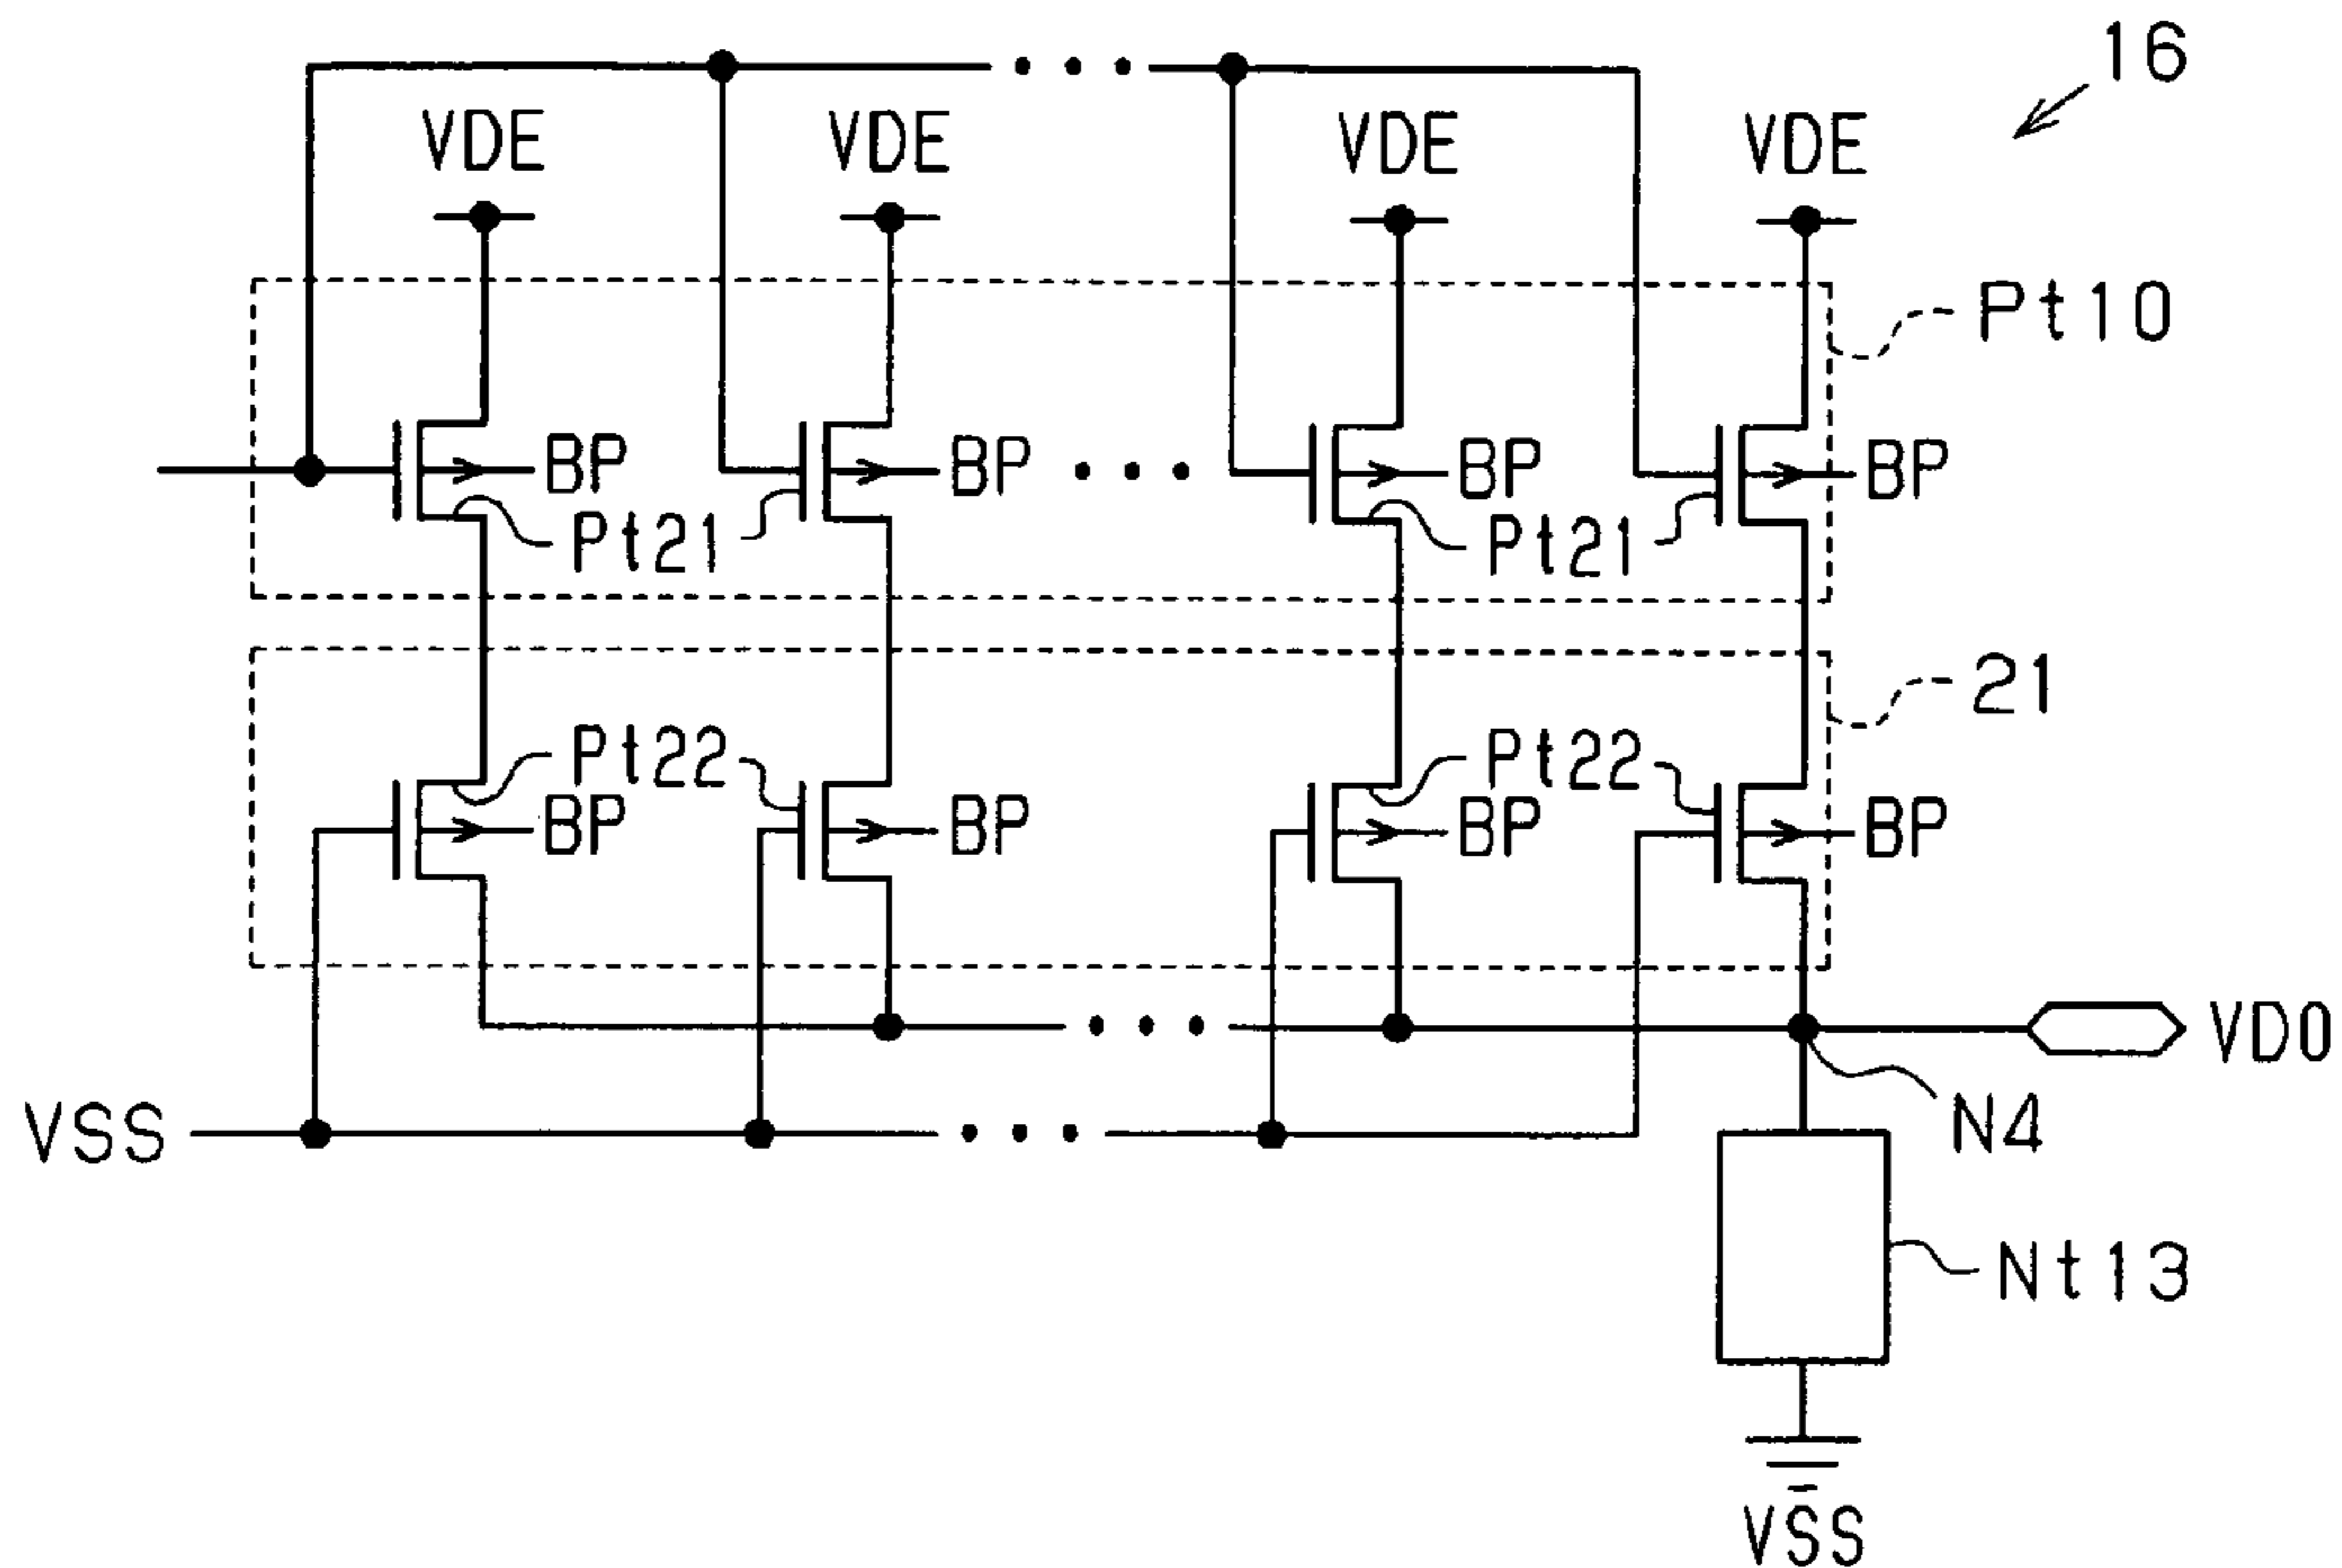 16
VDE VDE VDE VDE
Pt10
BP BP BP BP
Pt21 Pt21
21
Pt22 Pt22
BP BP BP BP
VDO
N4
VSS
Nt13
VSS